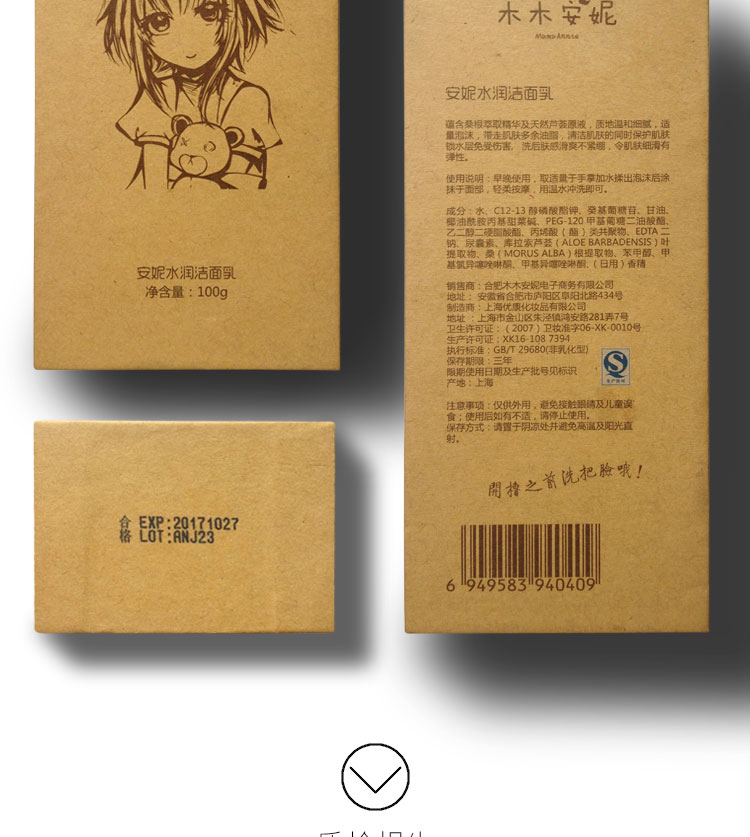 木木安妮
Momo Annie
安妮水润洁面乳
蕴含桑根萃取精华及天然芦荟原液，质地温和细腻，适
量泡沫，带走肌肤多余油脂，清洁肌肤的同时保护肌肤
锁水层免受伤害，洗后肤感滑爽不紧绷，令肌肤细滑有
弹性。
使用说明：早晚使用，取适量于手掌加水揉出泡沫后涂
抹于面部，轻柔按摩，用温水冲洗即可。
成分：水、C12-13 醇磷酸酯钾、癸基葡糖苷、甘油、
椰油酰胺丙基甜菜碱、PEG-120 甲基葡糖二油酸酯、
乙二醇二硬脂酸酯、丙烯酸（酯）类共聚物、EDTA 二
钠、尿囊素、库拉索芦荟（ALOE BARBADENSIS）叶
提取物、桑（MORUS ALBA）根提取物、苯甲醇、甲
基氯异噻唑啉酮、甲基异噻唑啉酮、（日用）香精
销售商：合肥木木安妮电子商务有限公司
地址： 安徽省合肥市庐阳区阜阳北路434号
制造商：上海优康化妆品有限公司
地址 ：上海市金山区朱泾镇鸿安路281弄7号
卫生许可证：（2007）卫妆准字06-XK-0010号
生产许可证：XK16-108 7394
执行标准：GB/T 29680(非乳化型)
保存期限：三年
限期使用日期及生产批号见标识
产地：上海
注意事项：仅供外用，避免接触眼睛及儿童误
食；使用后如有不适，请停止使用。
保存方式：请置于阴凉处并避免高温及阳光直
射。
開擼之前洗把臉哦！
6 949583 940409
安妮水润洁面乳
净含量：100g
合格 EXP:20171027
LOT:ANJ23